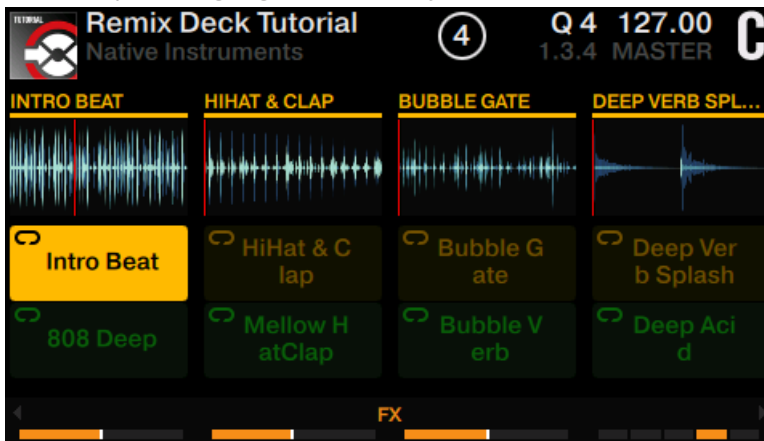 TUTORIAL
Remix Deck Tutorial
Native Instruments
4
Q 4 127.00
1.3.4 MASTER
C
INTRO BEAT
HIHAT & CLAP
BUBBLE GATE
DEEP VERB SPL...
Intro Beat
HiHat & C
lap
Bubble G
ate
Deep Ver
b Splash
808 Deep
Mellow H
atClap
Bubble V
erb
Deep Aci
d
FX